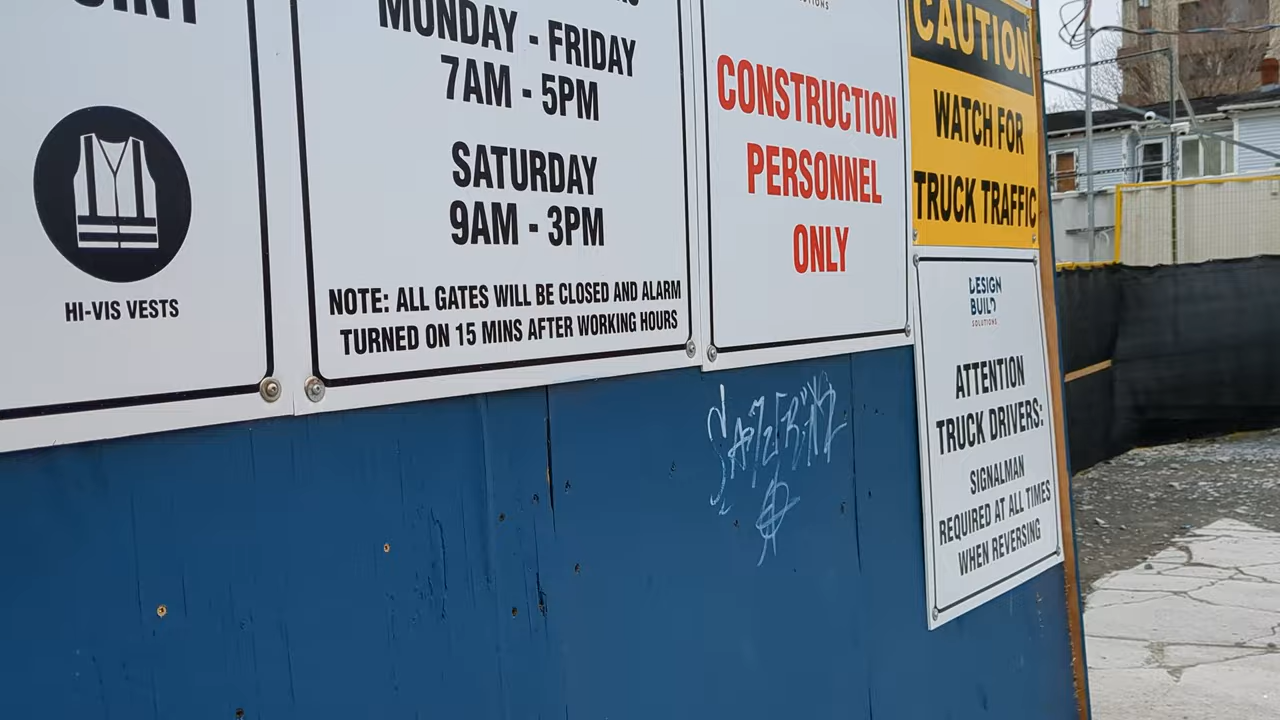 HI-VIS VESTS
MONDAY - FRIDAY
7AM - 5PM
SATURDAY
9AM - 3PM
NOTE: ALL GATES WILL BE CLOSED AND ALARM
TURNED ON 15 MINS AFTER WORKING HOURS
CONSTRUCTION
PERSONNEL
ONLY
CAUTION
WATCH FOR
TRUCK TRAFFIC
DESIGN
BUILD
SOLUTIONS
ATTENTION
TRUCK DRIVERS:
SIGNALMAN
REQUIRED AT ALL TIMES
WHEN REVERSING